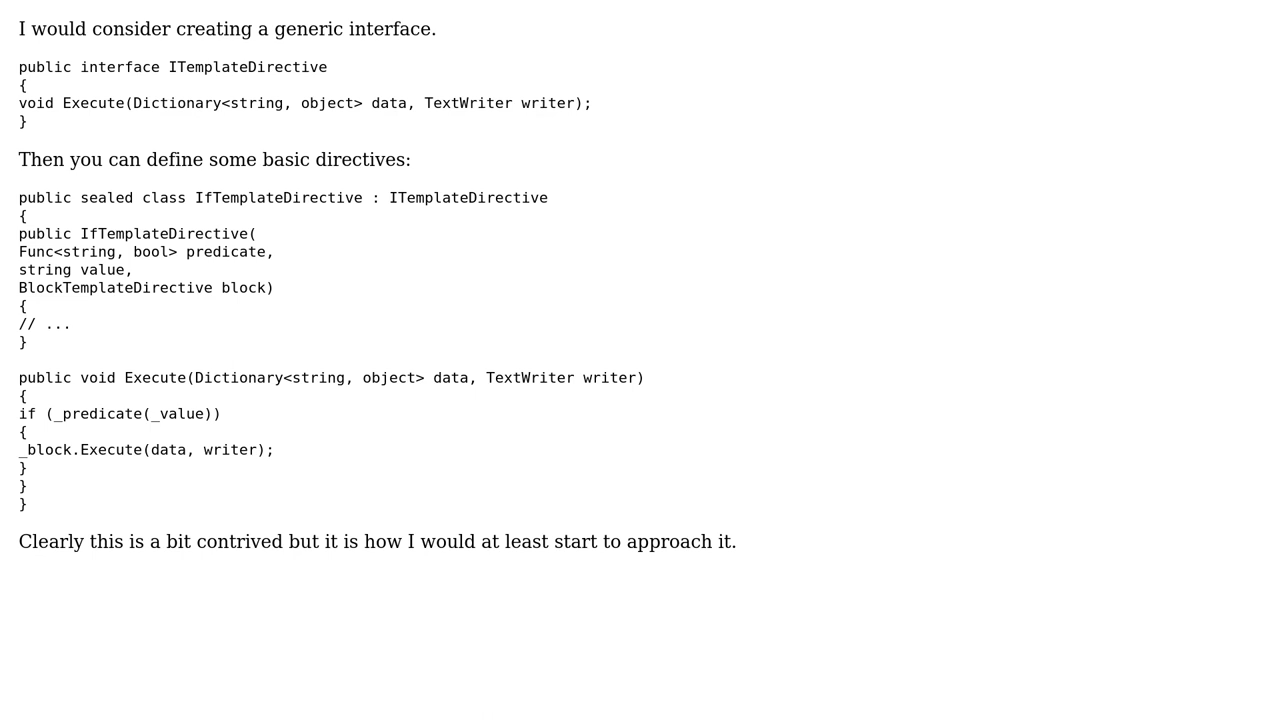 I would consider creating a generic interface.
public interface ITemplateDirective
{
void Execute(Dictionary<string, object> data, TextWriter writer);
}
Then you can define some basic directives:
public sealed class IfTemplateDirective : ITemplateDirective
{
public IfTemplateDirective(
Func<string, bool> predicate,
string value,
BlockTemplateDirective block)
{
// ...
}
public void Execute(Dictionary<string, object> data, TextWriter writer)
{
if (_predicate(_value))
{
_block.Execute(data, writer);
}
}
}
Clearly this is a bit contrived but it is how I would at least start to approach it.